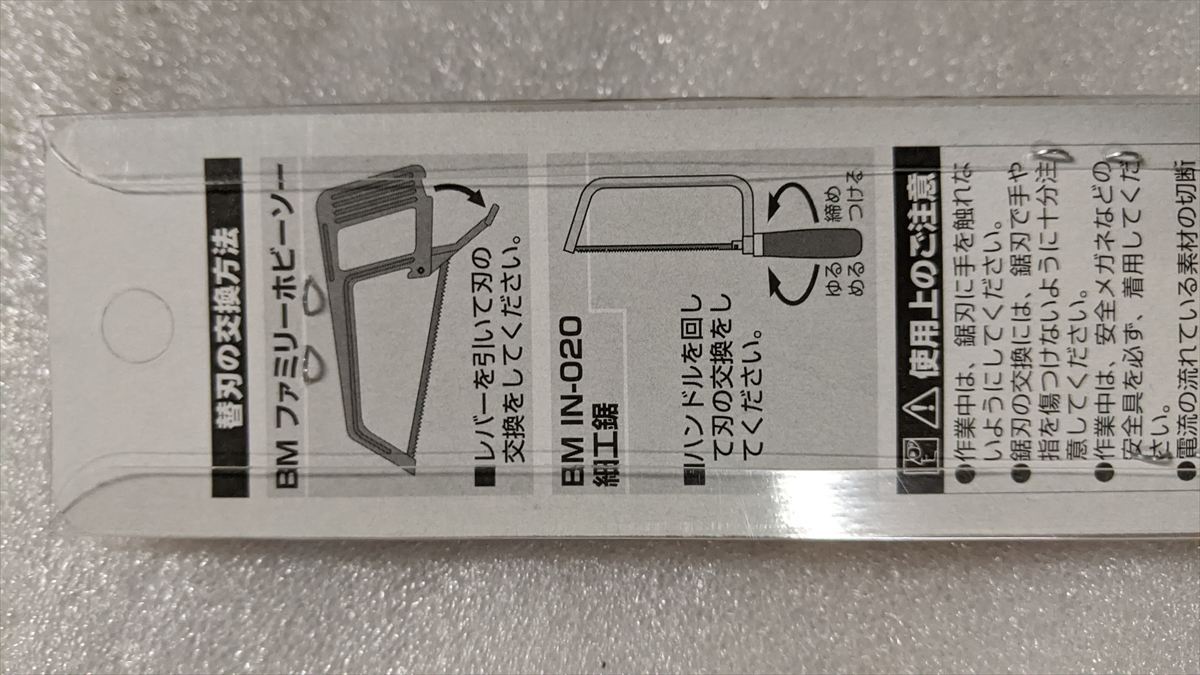 替刃の交換方法
BM ファミリーホビーソー
■レバーを引いて刃の
交換をしてください。
BM IN-020
細工鋸
■ハンドルを回し
て刃の交換をし
てください。
ゆる
める
締め
つける
使用上のご注意
●作業中は、鋸刃に手を触れな
いようにしてください。
●鋸刃の交換には、鋸刃で手や
指を傷つけないように十分注
意してください。
●作業中は、安全メガネなどの
安全具を必ず、着用してくだ
さい。
●電流の流れている素材の切断